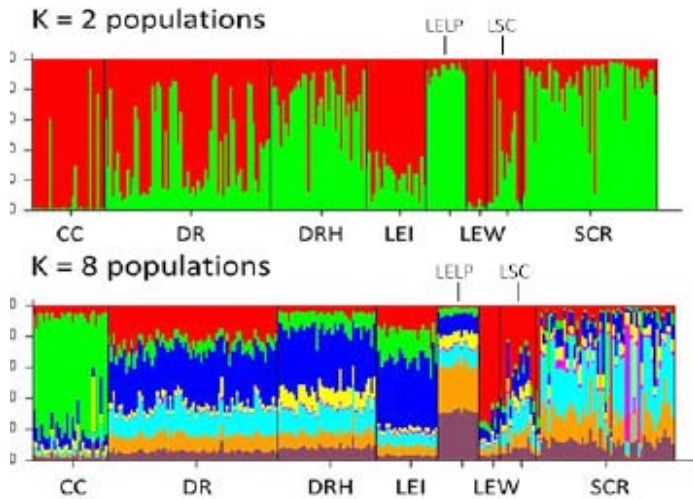 K = 2 populations
LELP LSC
CC DR DRH LEI LEW SCR
K = 8 populations
LELP LSC
CC DR DRH LEI LEW SCR